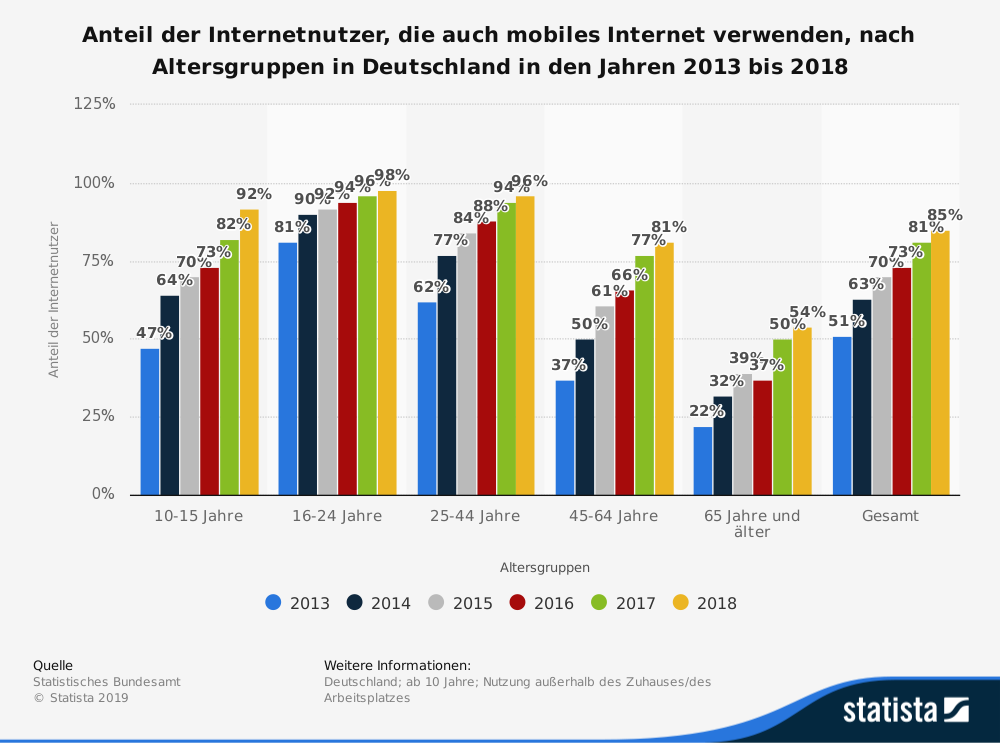 Anteil der Internetnutzer, die auch mobiles Internet verwenden, nach
Altersgruppen in Deutschland in den Jahren 2013 bis 2018
Anteil der Internetnutzer
125%
100%
75%
50%
25%
0%
47%
64%
70%
73%
82%
92%
81%
90%
92%
94%
96%
98%
62%
77%
84%
88%
94%
96%
37%
50%
61%
66%
77%
81%
22%
32%
39%
37%
50%
54%
51%
63%
70%
73%
81%
85%
10-15 Jahre
16-24 Jahre
25-44 Jahre
45-64 Jahre
65 Jahre und
älter
Gesamt
Altersgruppen
2013 2014 2015 2016 2017 2018
Quelle
Statistisches Bundesamt
© Statista 2019
Weitere Informationen:
Deutschland; ab 10 Jahre; Nutzung außerhalb des Zuhauses/des
Arbeitsplatzes
statista